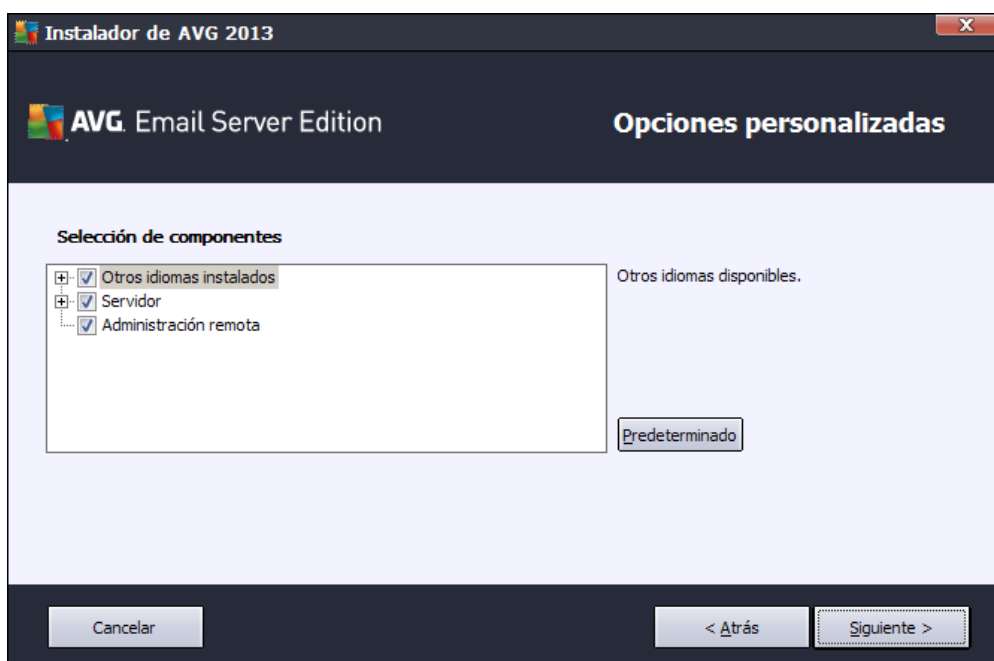 Instalador de AVG 2013
X
AVG. Email Server Edition
Opciones personalizadas
Selección de componentes
Otros idiomas instalados
Otros idiomas disponibles.
Servidor
Administración remota
Predeterminado
Cancelar
< Atrás
Siguiente >